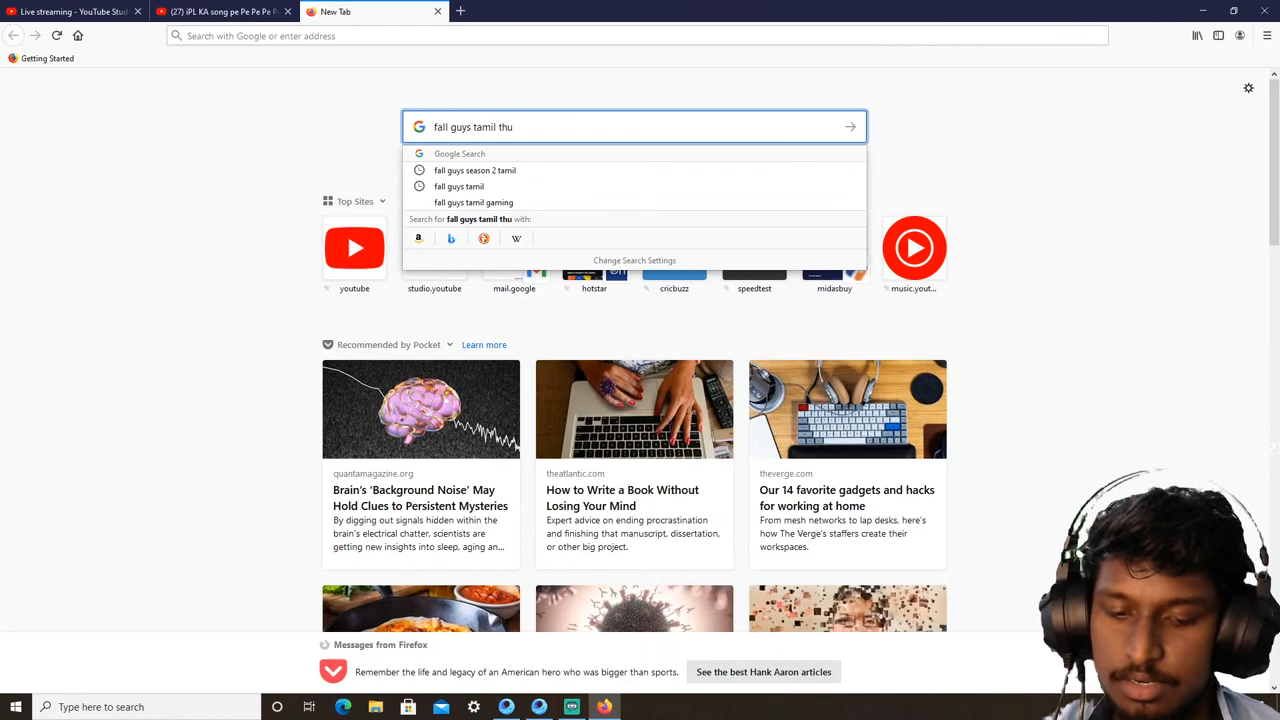 Live streaming - YouTube Stud
(27) iPL KA song pe Pe Pe Pe P
New Tab
Search with Google or enter address
Getting Started
fall guys tamil thu
Google Search
fall guys season 2 tamil
fall guys tamil
fall guys tamil gaming
Search for fall guys tamil thu with:
Change Search Settings
Top Sites
youtube
studio.youtube
mail.google
hotstar
cricbuzz
speedtest
midasbuy
music.yout...
Recommended by Pocket
Learn more
quantamagazine.org
Brain's 'Background Noise' May
Hold Clues to Persistent Mysteries
By digging out signals hidden within the
brain's electrical chatter, scientists are
getting new insights into sleep, aging an...
theatlantic.com
How to Write a Book Without
Losing Your Mind
Expert advice on ending procrastination
and finishing that manuscript, dissertation,
or other big project.
theverge.com
Our 14 favorite gadgets and hacks
for working at home
From mesh networks to lap desks, here's
how The Verge's staffers create their
workspaces.
Messages from Firefox
Remember the life and legacy of an American hero who was bigger than sports.
See the best Hank Aaron articles
Type here to search